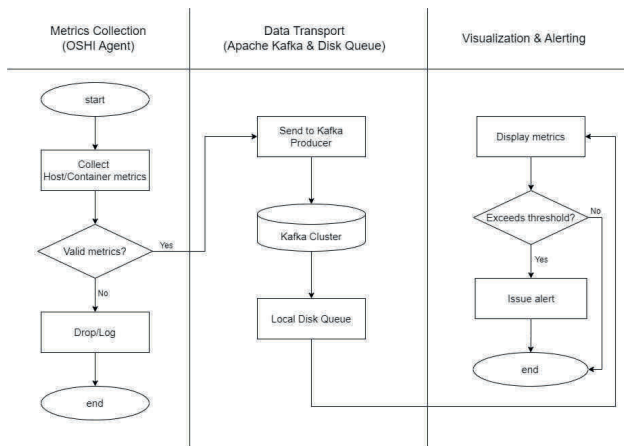 Metrics Collection
(OSHI Agent)
Data Transport
(Apache Kafka & Disk Queue)
Visualization & Alerting
start
Collect
Host/Container metrics
Valid metrics?
Yes
No
Drop/Log
end
Send to Kafka
Producer
Kafka Cluster
Local Disk Queue
Display metrics
Exceeds threshold?
No
Yes
Issue alert
end